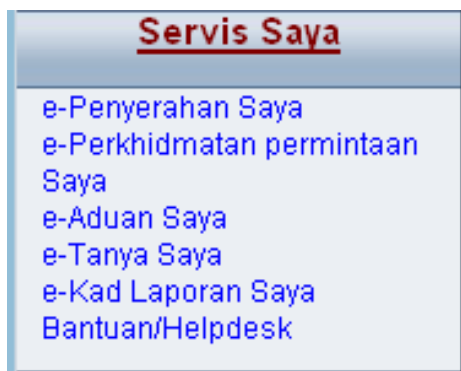 Servis Saya
e-Penyerahan Saya
e-Perkhidmatan permintaan
Saya
e-Aduan Saya
e-Tanya Saya
e-Kad Laporan Saya
Bantuan/Helpdesk